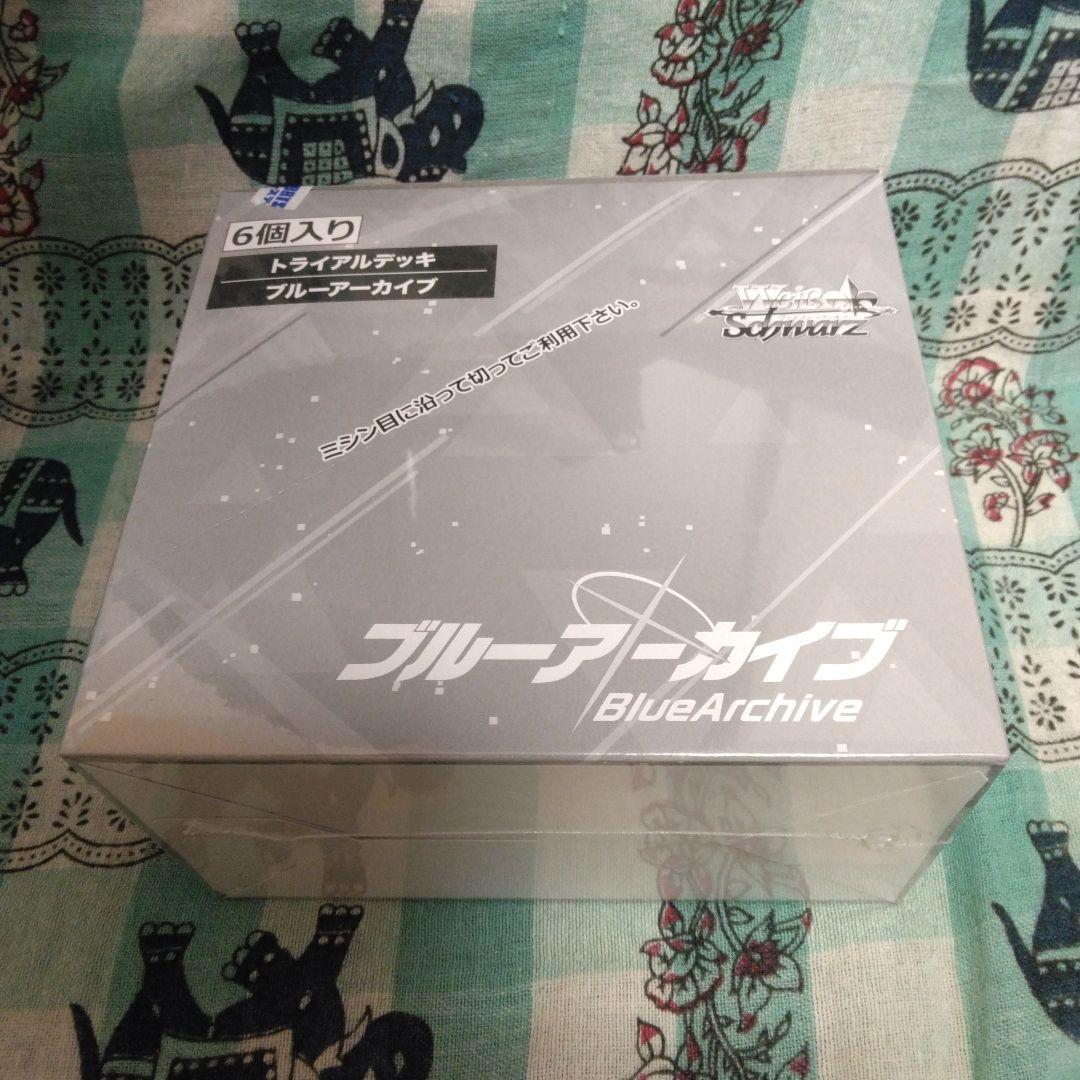 6個入り
トライアルデッキ
ブルーアーカイブ
ミシン目に沿って切ってご利用下さい。
Weiß
Schwarz
ブルーアーカイブ
BlueArchive